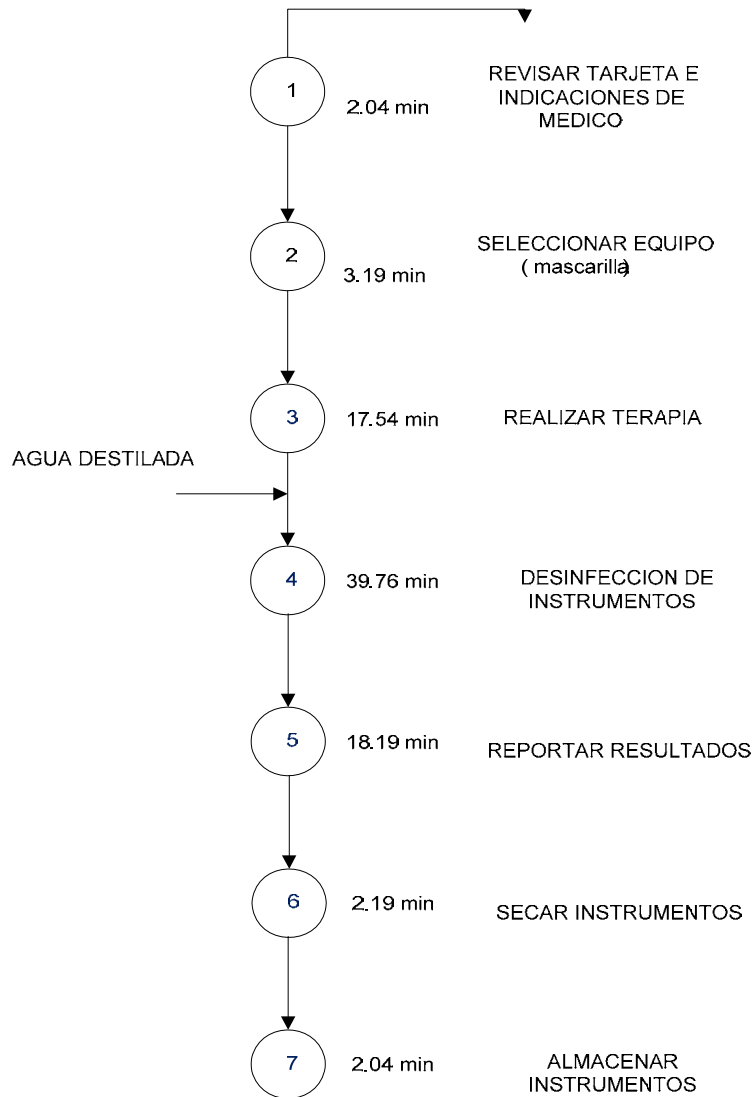 1
2.04 min
REVISAR TARJETA E
INDICACIONES DE
MEDICO
2
3.19 min
SELECCIONAR EQUIPO
( mascarilla)
3
17.54 min
REALIZAR TERAPIA
AGUA DESTILADA
4
39.76 min
DESINFECCION DE
INSTRUMENTOS
5
18.19 min
REPORTAR RESULTADOS
6
2.19 min
SECAR INSTRUMENTOS
7
2.04 min
ALMACENAR
INSTRUMENTOS